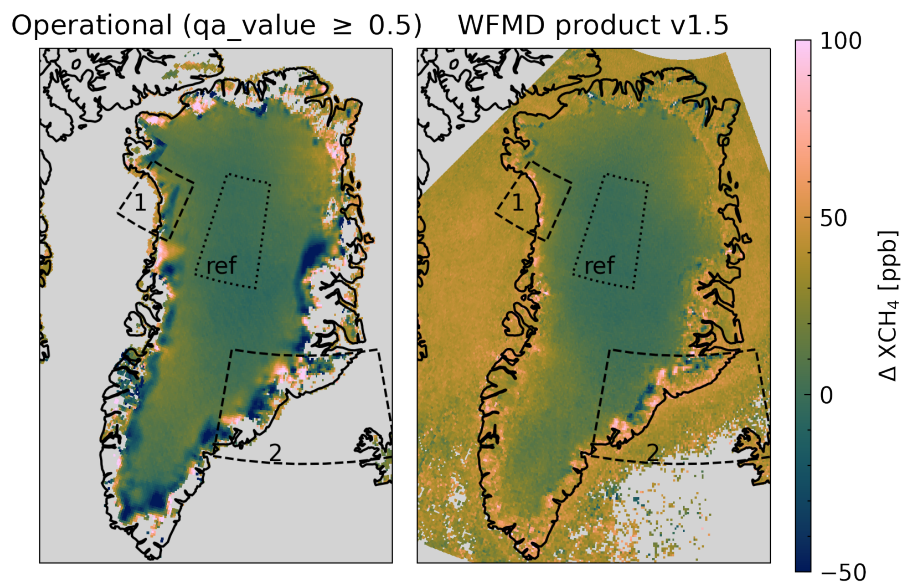 Operational (qa_value ≥ 0.5)
WFMD product v1.5
1
ref
2
1
ref
2
100
50
0
−50
Δ XCH₄ [ppb]